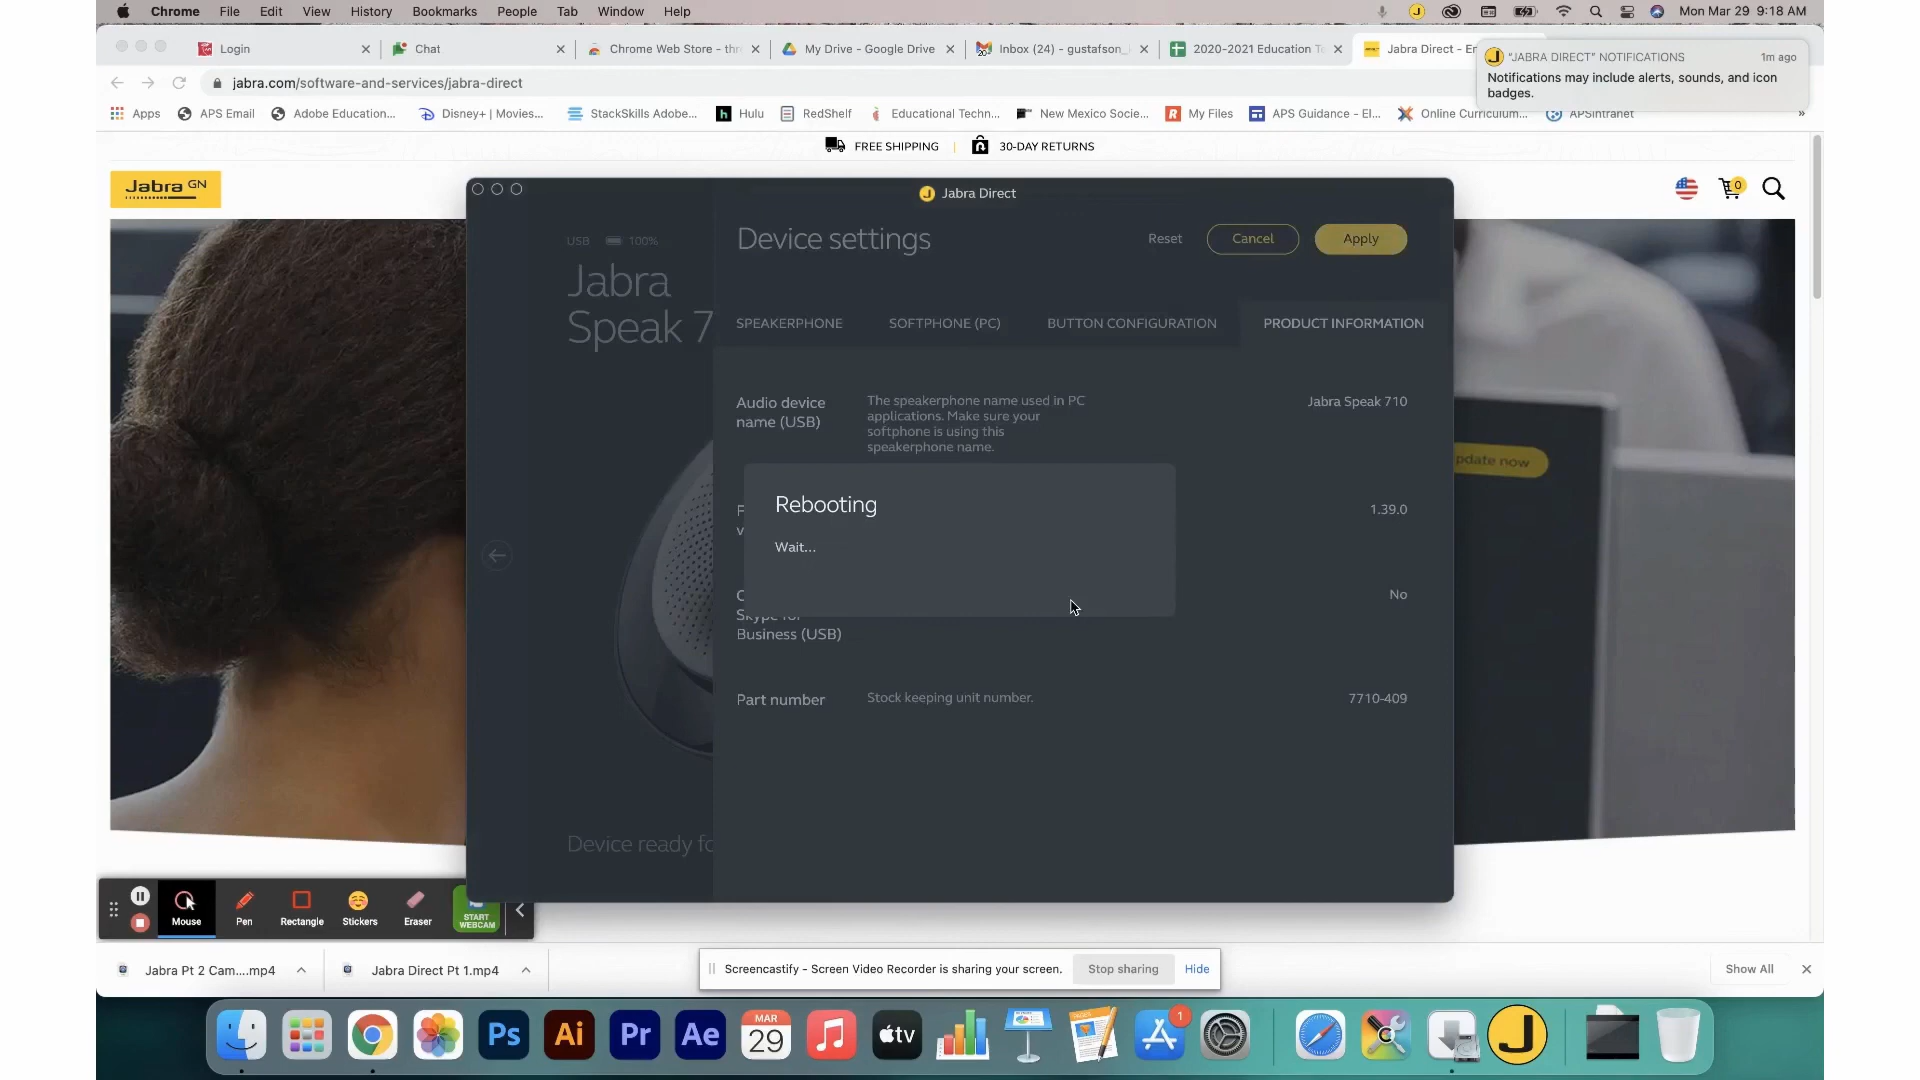 Chrome File Edit View History Bookmarks People Tab Window Help Mon Mar 29 9:18 AM
Login
Chat
Chrome Web Store - thr
My Drive - Google Drive
Inbox (24) - gustafson_
2020-2021 Education T
Jabra Direct - En
"JABRA DIRECT" NOTIFICATIONS 1m ago
Notifications may include alerts, sounds, and icon
badges.
jabra.com/software-and-services/jabra-direct
Apps APS Email Adobe Education... Disney+ | Movies... StackSkills Adobe... Hulu RedShelf Educational Techn... New Mexico Socie... My Files APS Guidance - El... Online Curriculum... APSIntranet »
FREE SHIPPING | 30-DAY RETURNS
Jabra GN
0
Jabra Direct
USB 100%
Jabra
Speak 7
Device settings
Reset Cancel Apply
SPEAKERPHONE SOFTPHONE (PC) BUTTON CONFIGURATION PRODUCT INFORMATION
Audio device
name (USB)
The speakerphone name used in PC
applications. Make sure your
softphone is using this
speakerphone name.
Jabra Speak 710
pdate now
Rebooting
Wait...
F
v
1.39.0
C
Skype for
Business (USB)
No
Part number Stock keeping unit number. 7710-409
Device ready fo
Mouse Pen Rectangle Stickers Eraser START
WEBCAM
Jabra Pt 2 Cam....mp4
Jabra Direct Pt 1.mp4
Screencastify - Screen Video Recorder is sharing your screen. Stop sharing Hide
Show All
Ps Ai Pr Ae MAR
29
tv
1
J